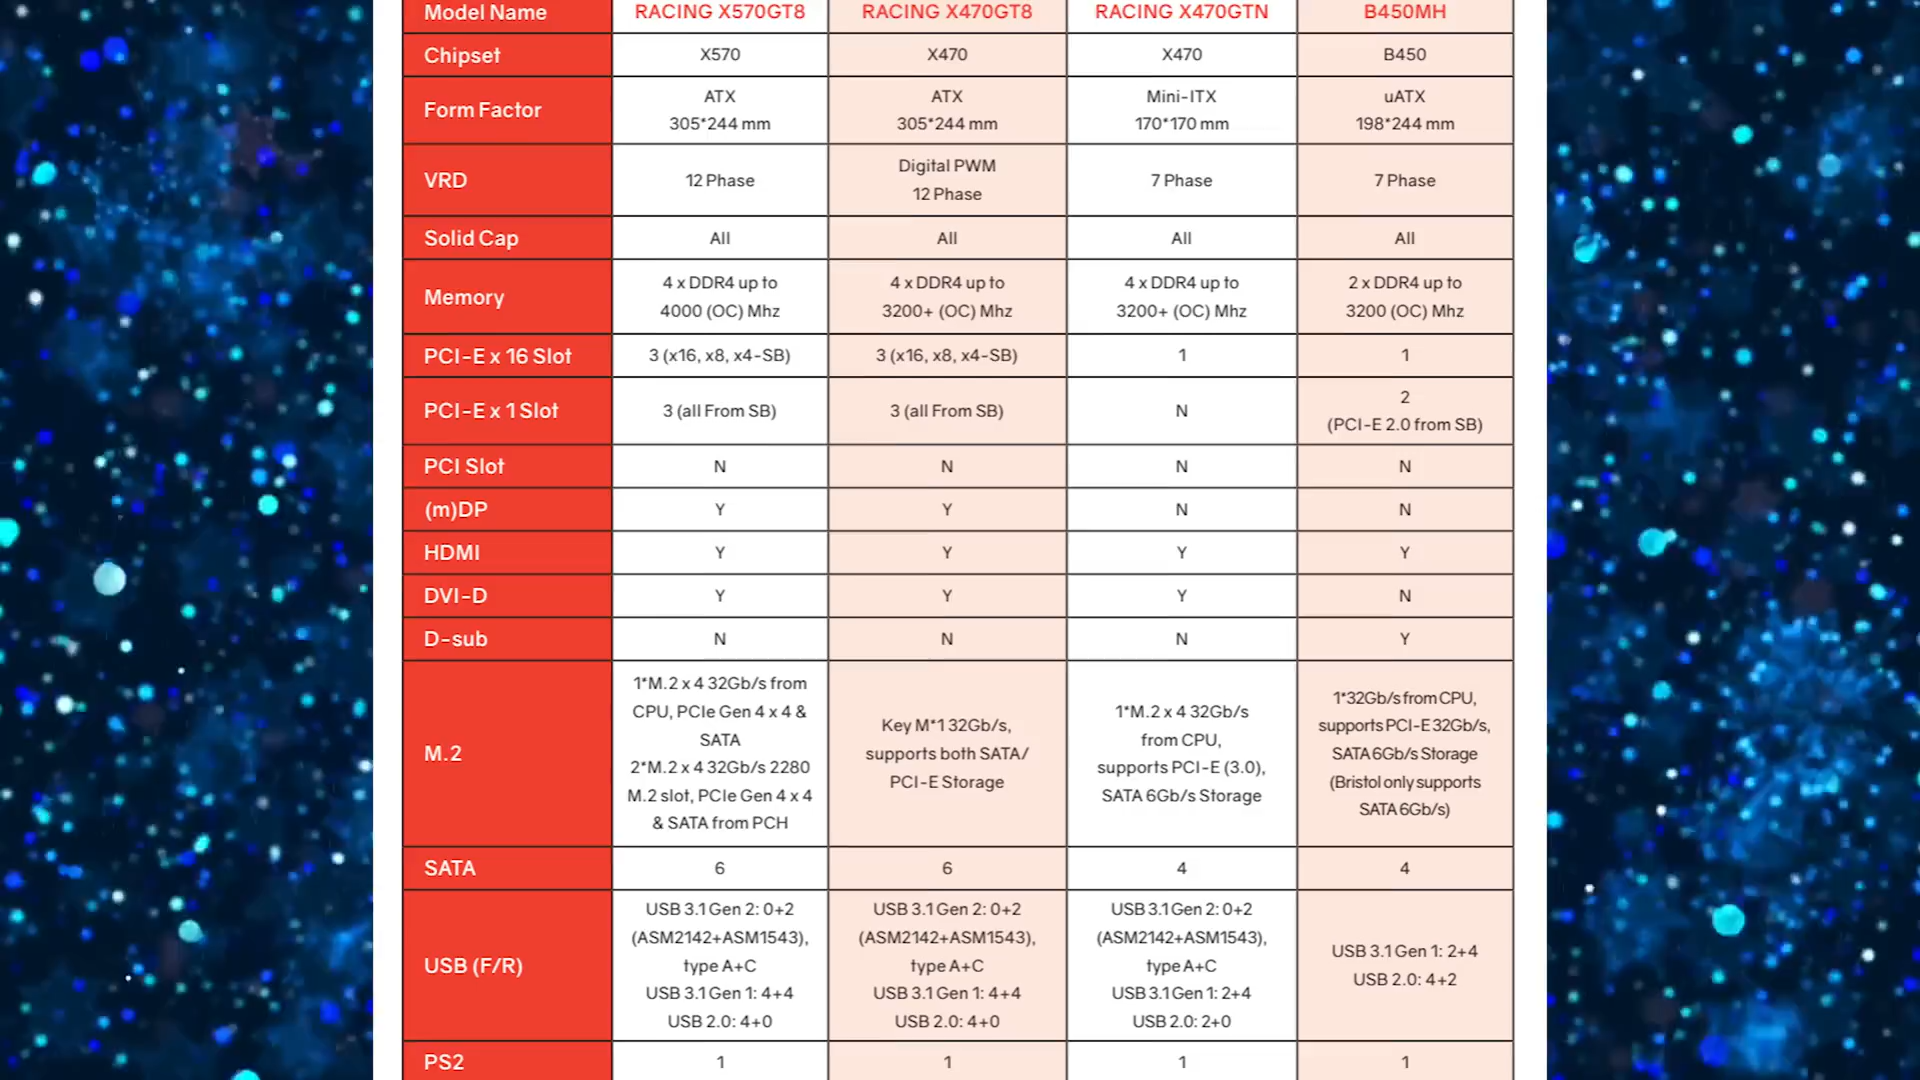 Model Name RACING X570GT8 RACING X470GT8 RACING X470GTN B450MH
Chipset X570 X470 X470 B450
Form Factor
ATX
305*244 mm
ATX
305*244 mm
Mini-ITX
170*170 mm
uATX
198*244 mm
VRD
12 Phase
Digital PWM
12 Phase
7 Phase
7 Phase
Solid Cap All All All All
Memory
4 x DDR4 up to
4000 (OC) Mhz
4 x DDR4 up to
3200+ (OC) Mhz
4 x DDR4 up to
3200+ (OC) Mhz
2 x DDR4 up to
3200 (OC) Mhz
PCI-E x 16 Slot 3 (x16, x8, x4-SB) 3 (x16, x8, x4-SB) 1 1
PCI-E x 1 Slot
3 (all From SB)
3 (all From SB)
N
2
(PCI-E 2.0 from SB)
PCI Slot N N N N
(m)DP Y Y N N
HDMI Y Y Y Y
DVI-D Y Y Y N
D-sub N N N Y
M.2
1*M.2 x 4 32Gb/s from
CPU, PCIe Gen 4 x 4 &
SATA
2*M.2 x 4 32Gb/s 2280
M.2 slot, PCIe Gen 4 x 4
& SATA from PCH
Key M*1 32Gb/s,
supports both SATA/
PCI-E Storage
1*M.2 x 4 32Gb/s
from CPU,
supports PCI-E (3.0),
SATA 6Gb/s Storage
1*32Gb/s from CPU,
supports PCI-E 32Gb/s,
SATA 6Gb/s Storage
(Bristol only supports
SATA 6Gb/s)
SATA 6 6 4 4
USB (F/R)
USB 3.1 Gen 2: 0+2
(ASM2142+ASM1543),
type A+C
USB 3.1 Gen 1: 4+4
USB 2.0: 4+0
USB 3.1 Gen 2: 0+2
(ASM2142+ASM1543),
type A+C
USB 3.1 Gen 1: 4+4
USB 2.0: 4+0
USB 3.1 Gen 2: 0+2
(ASM2142+ASM1543),
type A+C
USB 3.1 Gen 1: 2+4
USB 2.0: 2+0
USB 3.1 Gen 1: 2+4
USB 2.0: 4+2
PS2 1 1 1 1